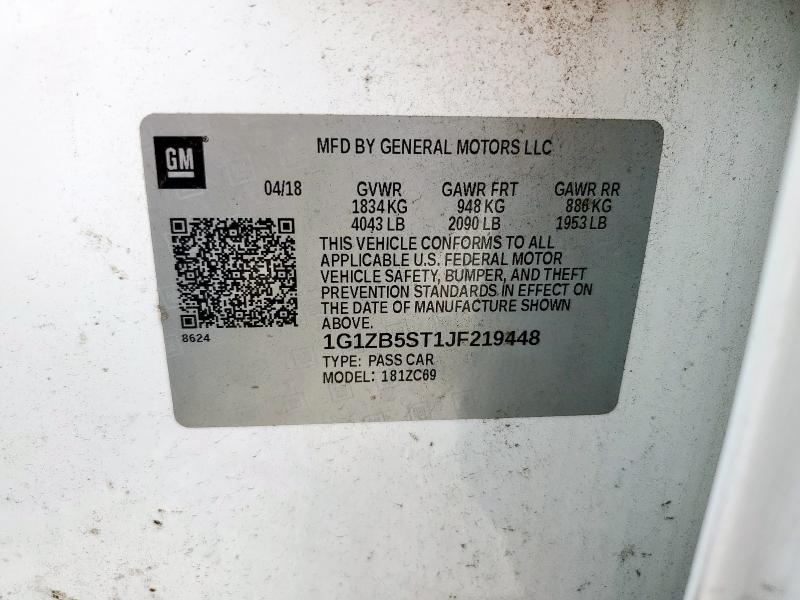 GM
MFD BY GENERAL MOTORS LLC
04/18 GVWR GAWR FRT GAWR RR
1834 KG 948 KG 886 KG
4043 LB 2090 LB 1953 LB
THIS VEHICLE CONFORMS TO ALL
APPLICABLE U.S. FEDERAL MOTOR
VEHICLE SAFETY, BUMPER, AND THEFT
PREVENTION STANDARDS IN EFFECT ON
THE DATE OF MANUFACTURE SHOWN
ABOVE.
8624
1G1ZB5ST1JF219448
TYPE: PASS CAR
MODEL: 181ZC69